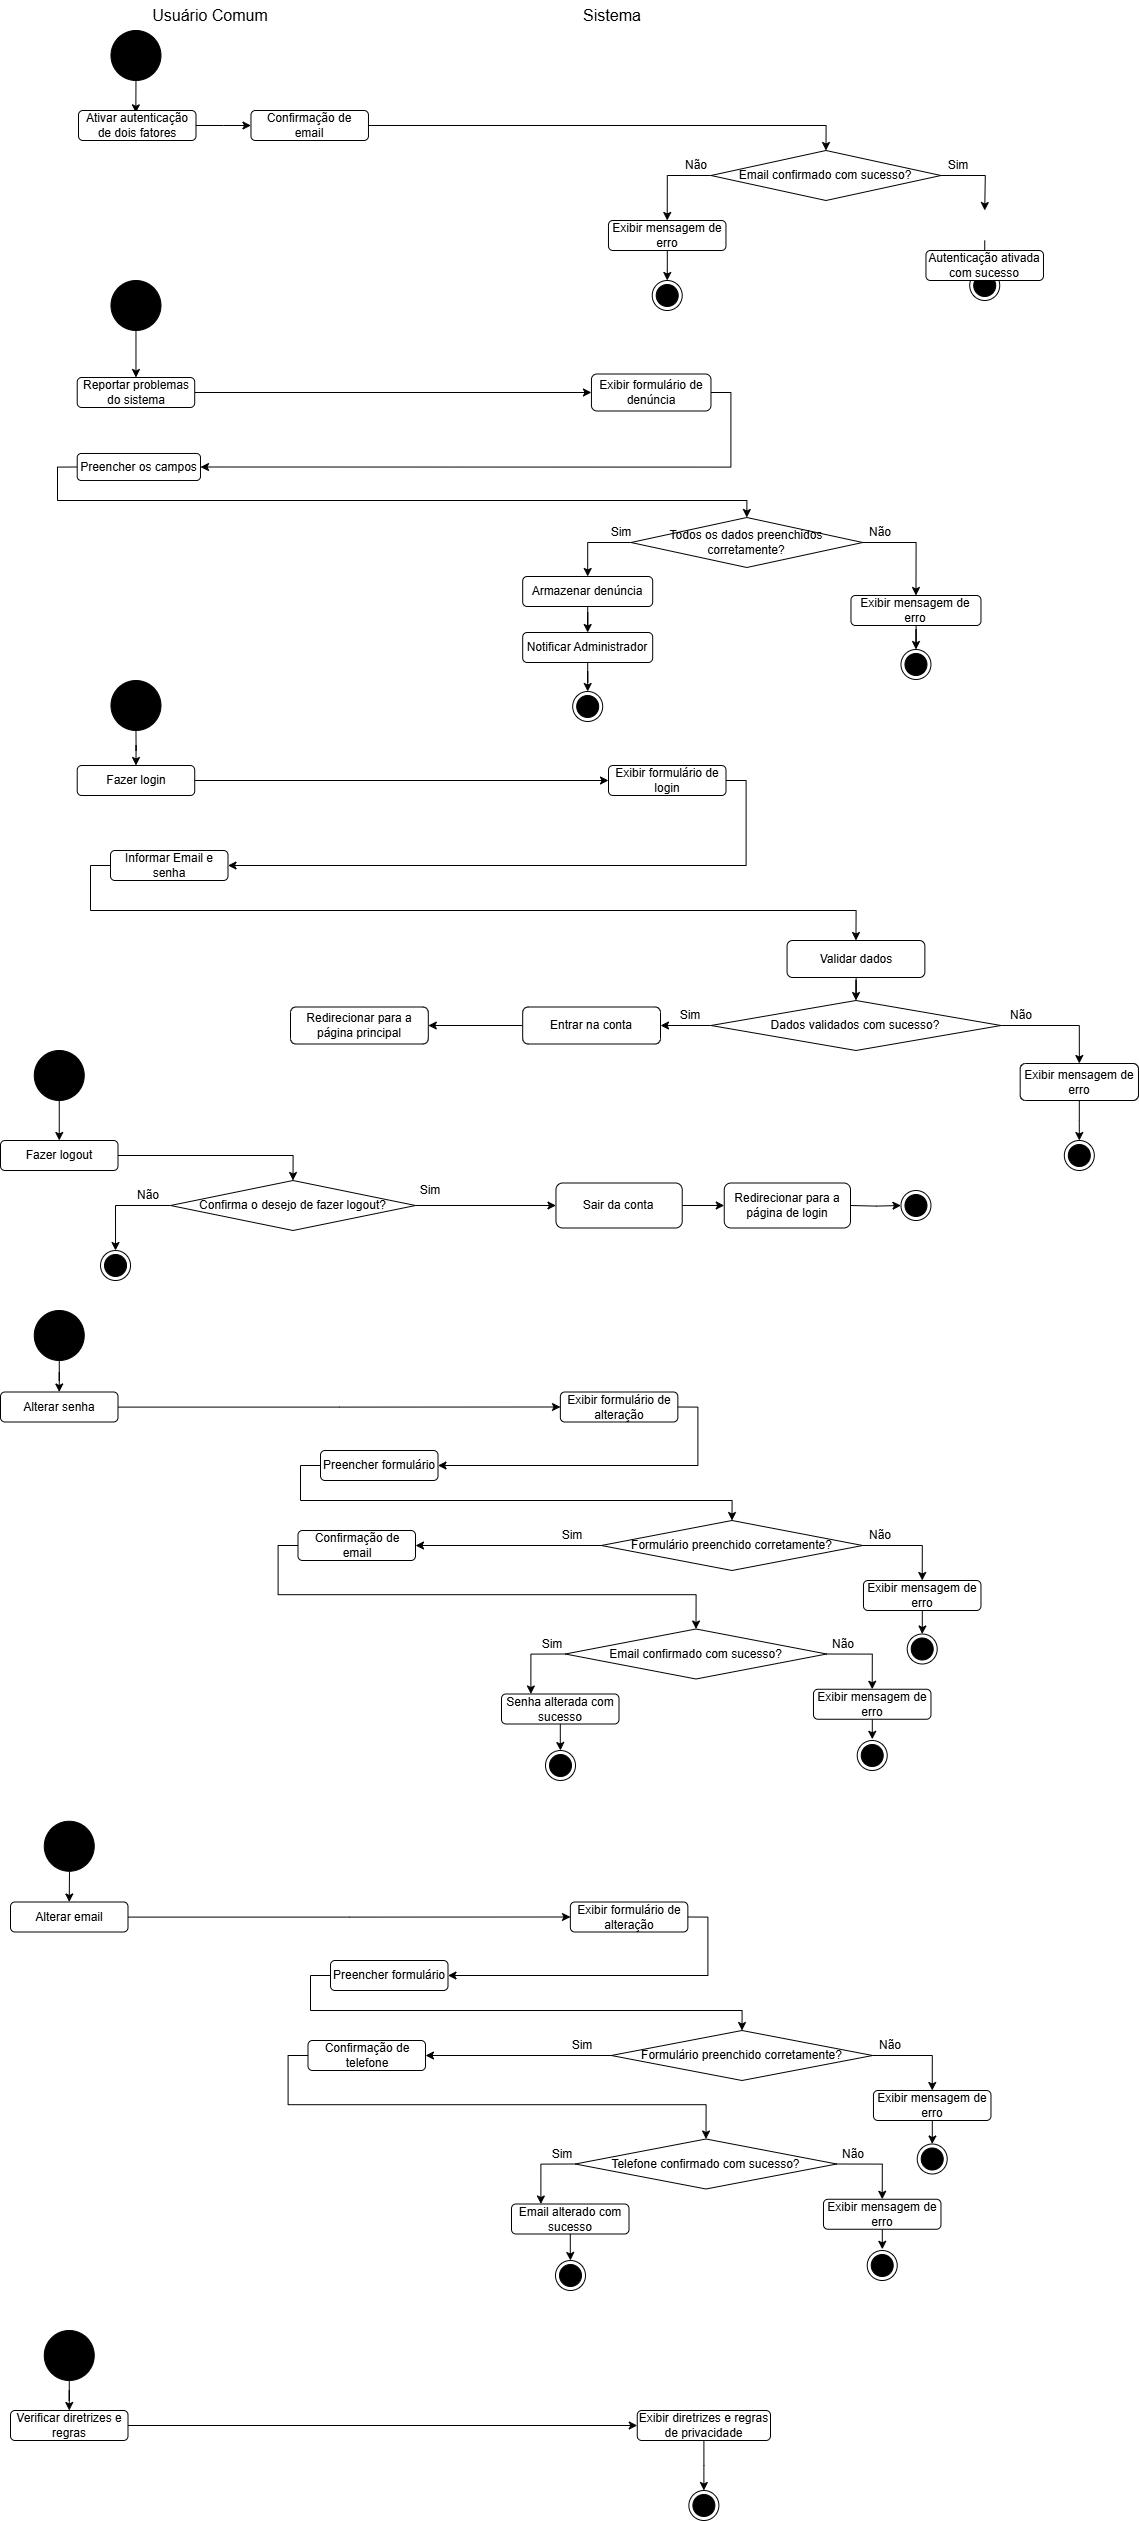 Usuário Comum
Sistema
Ativar autenticação
de dois fatores
Confirmação de
email
Email confirmado com sucesso?
Não
Sim
Exibir mensagem de
erro
Autenticação ativada
com sucesso
Reportar problemas
do sistema
Exibir formulário de
denúncia
Preencher os campos
Todos os dados preenchidos
corretamente?
Sim
Não
Armazenar denúncia
Exibir mensagem de
erro
Notificar Administrador
Fazer login
Exibir formulário de
login
Informar Email e
senha
Validar dados
Redirecionar para a
página principal
Entrar na conta
Sim
Dados validados com sucesso?
Não
Exibir mensagem de
erro
Fazer logout
Não
Confirma o desejo de fazer logout?
Sim
Sair da conta
Redirecionar para a
página de login
Alterar senha
Exibir formulário de
alteração
Preencher formulário
Confirmação de
email
Sim
Formulário preenchido corretamente?
Não
Exibir mensagem de
erro
Sim
Email confirmado com sucesso?
Não
Senha alterada com
sucesso
Exibir mensagem de
erro
Alterar email
Exibir formulário de
alteração
Preencher formulário
Confirmação de
telefone
Sim
Formulário preenchido corretamente?
Não
Exibir mensagem de
erro
Sim
Telefone confirmado com sucesso?
Não
Email alterado com
sucesso
Exibir mensagem de
erro
Verificar diretrizes e
regras
Exibir diretrizes e regras
de privacidade